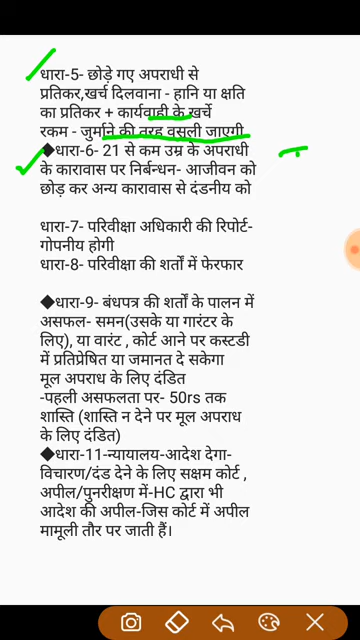 धारा-5- छोड़े गए अपराधी से
प्रतिकर,खर्च दिलवाना - हानि या क्षति
का प्रतिकर + कार्यवाही के खर्चे
रकम - जुर्माने की तरह वसूली जाएगी
◆धारा-6- 21 से कम उम्र के अपराधी
के कारावास पर निर्बन्धन- आजीवन को
छोड़ कर अन्य कारावास से दंडनीय को
धारा-7- परिवीक्षा अधिकारी की रिपोर्ट-
गोपनीय होगी
धारा-8- परिवीक्षा की शर्तों में फेरफार
◆धारा-9- बंधपत्र की शर्तों के पालन में
असफल- समन(उसके या गारंटर के
लिए), या वारंट , कोर्ट आने पर कस्टडी
में प्रतिप्रेषित या जमानत दे सकेगा
मूल अपराध के लिए दंडित
-पहली असफलता पर- 50rs तक
शास्ति (शास्ति न देने पर मूल अपराध
के लिए दंडित)
◆धारा-11-न्यायालय-आदेश देगा-
विचारण/दंड देने के लिए सक्षम कोर्ट ,
अपील/पुनरीक्षण में-HC द्वारा भी
आदेश की अपील-जिस कोर्ट में अपील
मामूली तौर पर जाती हैं।